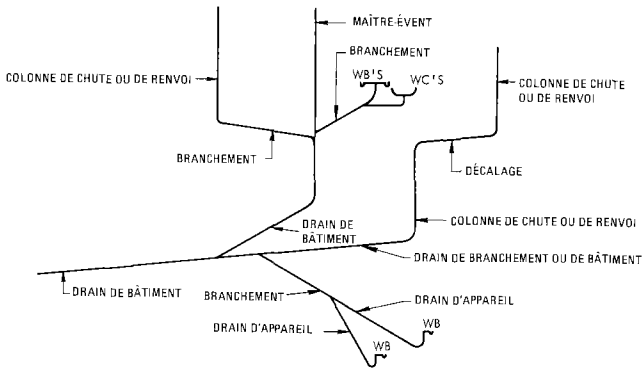 MAÎTRE-ÉVENT
BRANCHEMENT
WB'S
WC'S
COLONNE DE CHUTE OU DE RENVOI
COLONNE DE CHUTE
OU DE RENVOI
BRANCHEMENT
DÉCALAGE
DRAIN DE
BÂTIMENT
COLONNE DE CHUTE OU DE RENVOI
DRAIN DE BRANCHEMENT OU DE BÂTIMENT
DRAIN DE BÂTIMENT
BRANCHEMENT
DRAIN D'APPAREIL
DRAIN D'APPAREIL
WB
WB